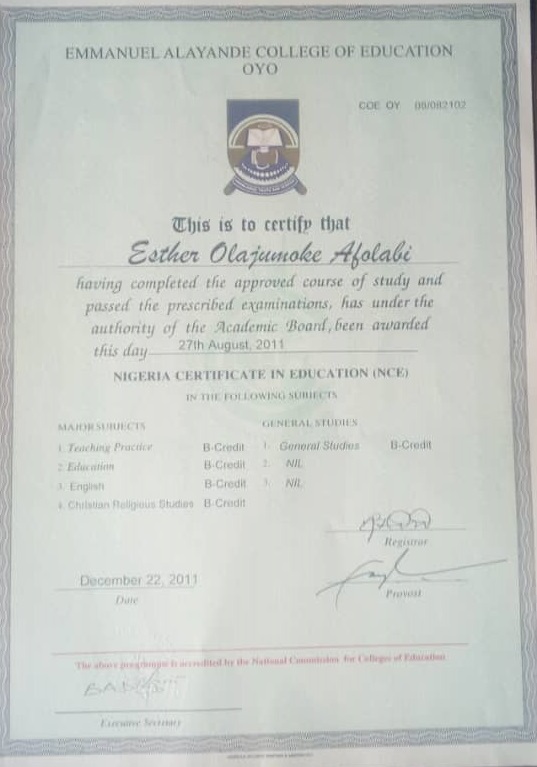 EMMANUEL ALAYANDE COLLEGE OF EDUCATION
OYO
COE OY 08/082102
This is to certify that
Esther Olajumoke Afolabi
having completed the approved course of study and
passed the prescribed examinations, has under the
authority of the Academic Board, been awarded
this day 27th August, 2011
NIGERIA CERTIFICATE IN EDUCATION (NCE)
IN THE FOLLOWING SUBJECTS
MAJOR SUBJECTS GENERAL STUDIES
1. Teaching Practice B-Credit 1. General Studies B-Credit
2. Education B-Credit 2. NIL
3. English B-Credit 3. NIL
4. Christian Religious Studies B-Credit
Registrar
December 22, 2011
Date
Provost
The above programme is accredited by the National Commission for Colleges of Education
Executive Secretary